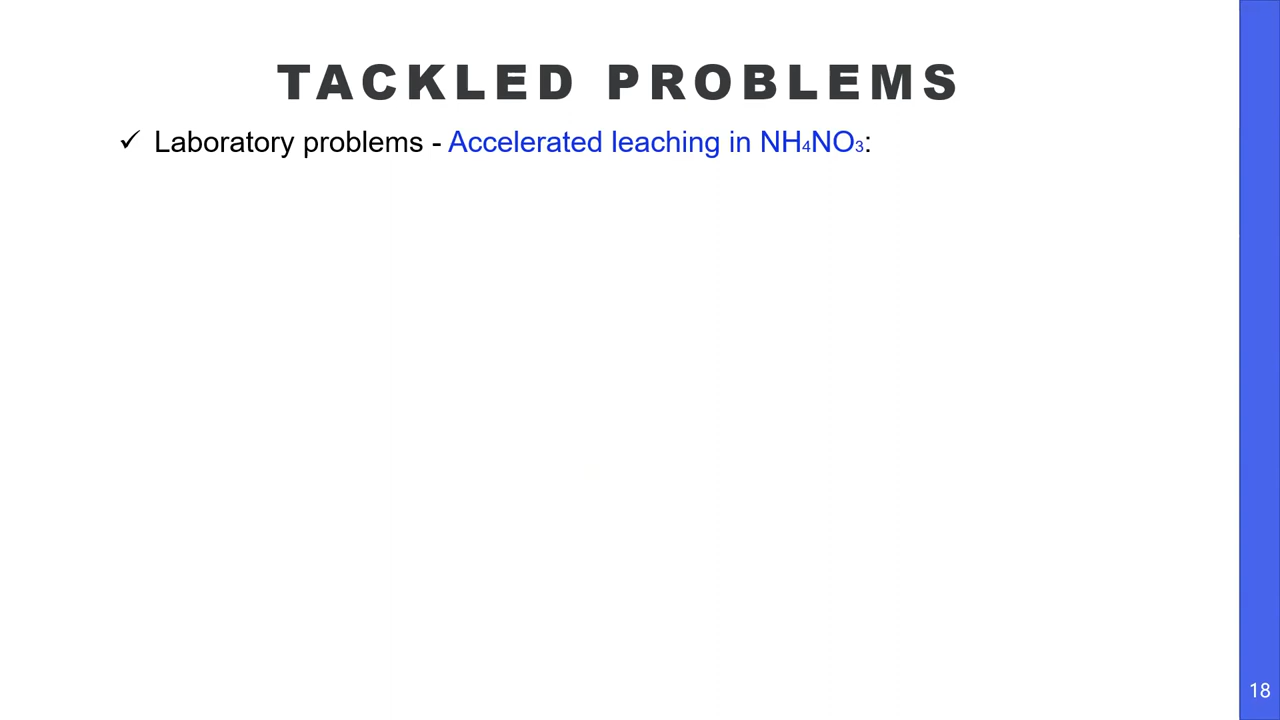 TACKLED PROBLEMS
✓ Laboratory problems - Accelerated leaching in NH₄NO₃:
18